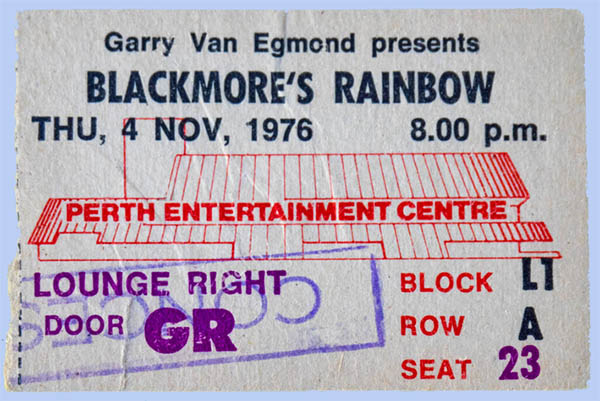 Garry Van Egmond presents
BLACKMORE'S RAINBOW
THU, 4 NOV, 1976 8.00 p.m.
PERTH ENTERTAINMENT CENTRE
LOUNGE RIGHT
DOOR GR
BLOCK L1
ROW A
SEAT 23